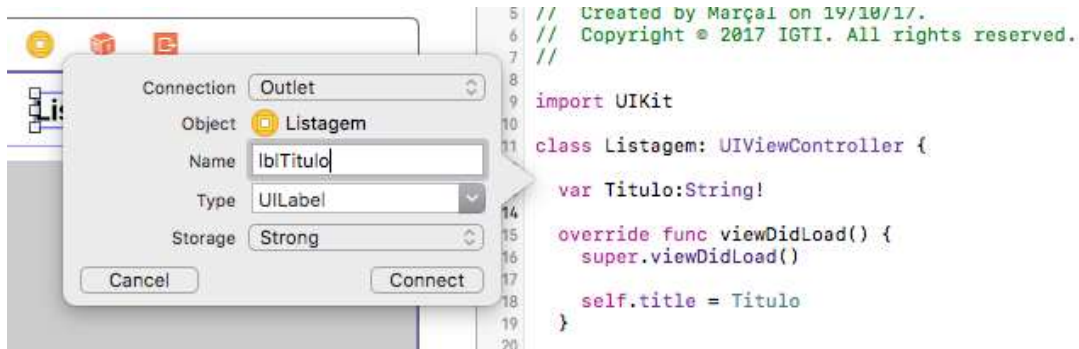 Connection Outlet
Object Listagem
Name lblTitulo
Type UILabel
Storage Strong
Cancel Connect
5 // Created by Marçal on 19/10/17.
6 // Copyright © 2017 IGTI. All rights reserved.
7 //
8
9 import UIKit
10
11 class Listagem: UIViewController {
var Titulo:String!
14
15 override func viewDidLoad() {
16 super.viewDidLoad()
17
18 self.title = Titulo
19 }
20